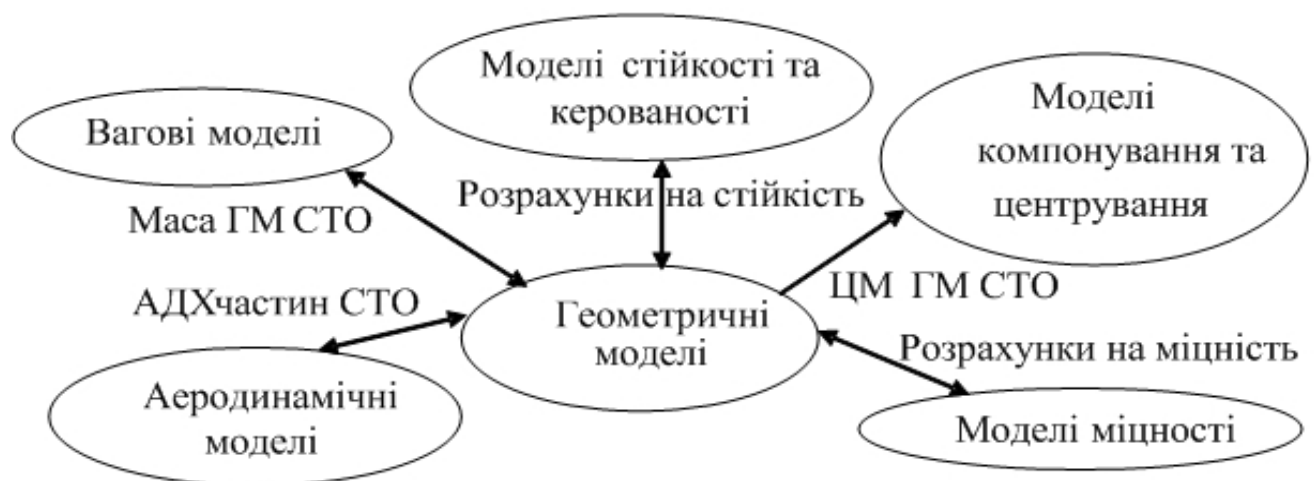 Моделі стійкості та
керованості
Вагові моделі
Моделі
компонування та
центрування
Розрахунки на стійкість
Маса ГМ СТО
АДХчастин СТО
ЦМ ГМ СТО
Геометричні
моделі
Розрахунки на міцність
Аеродинамічні
моделі
Моделі міцності